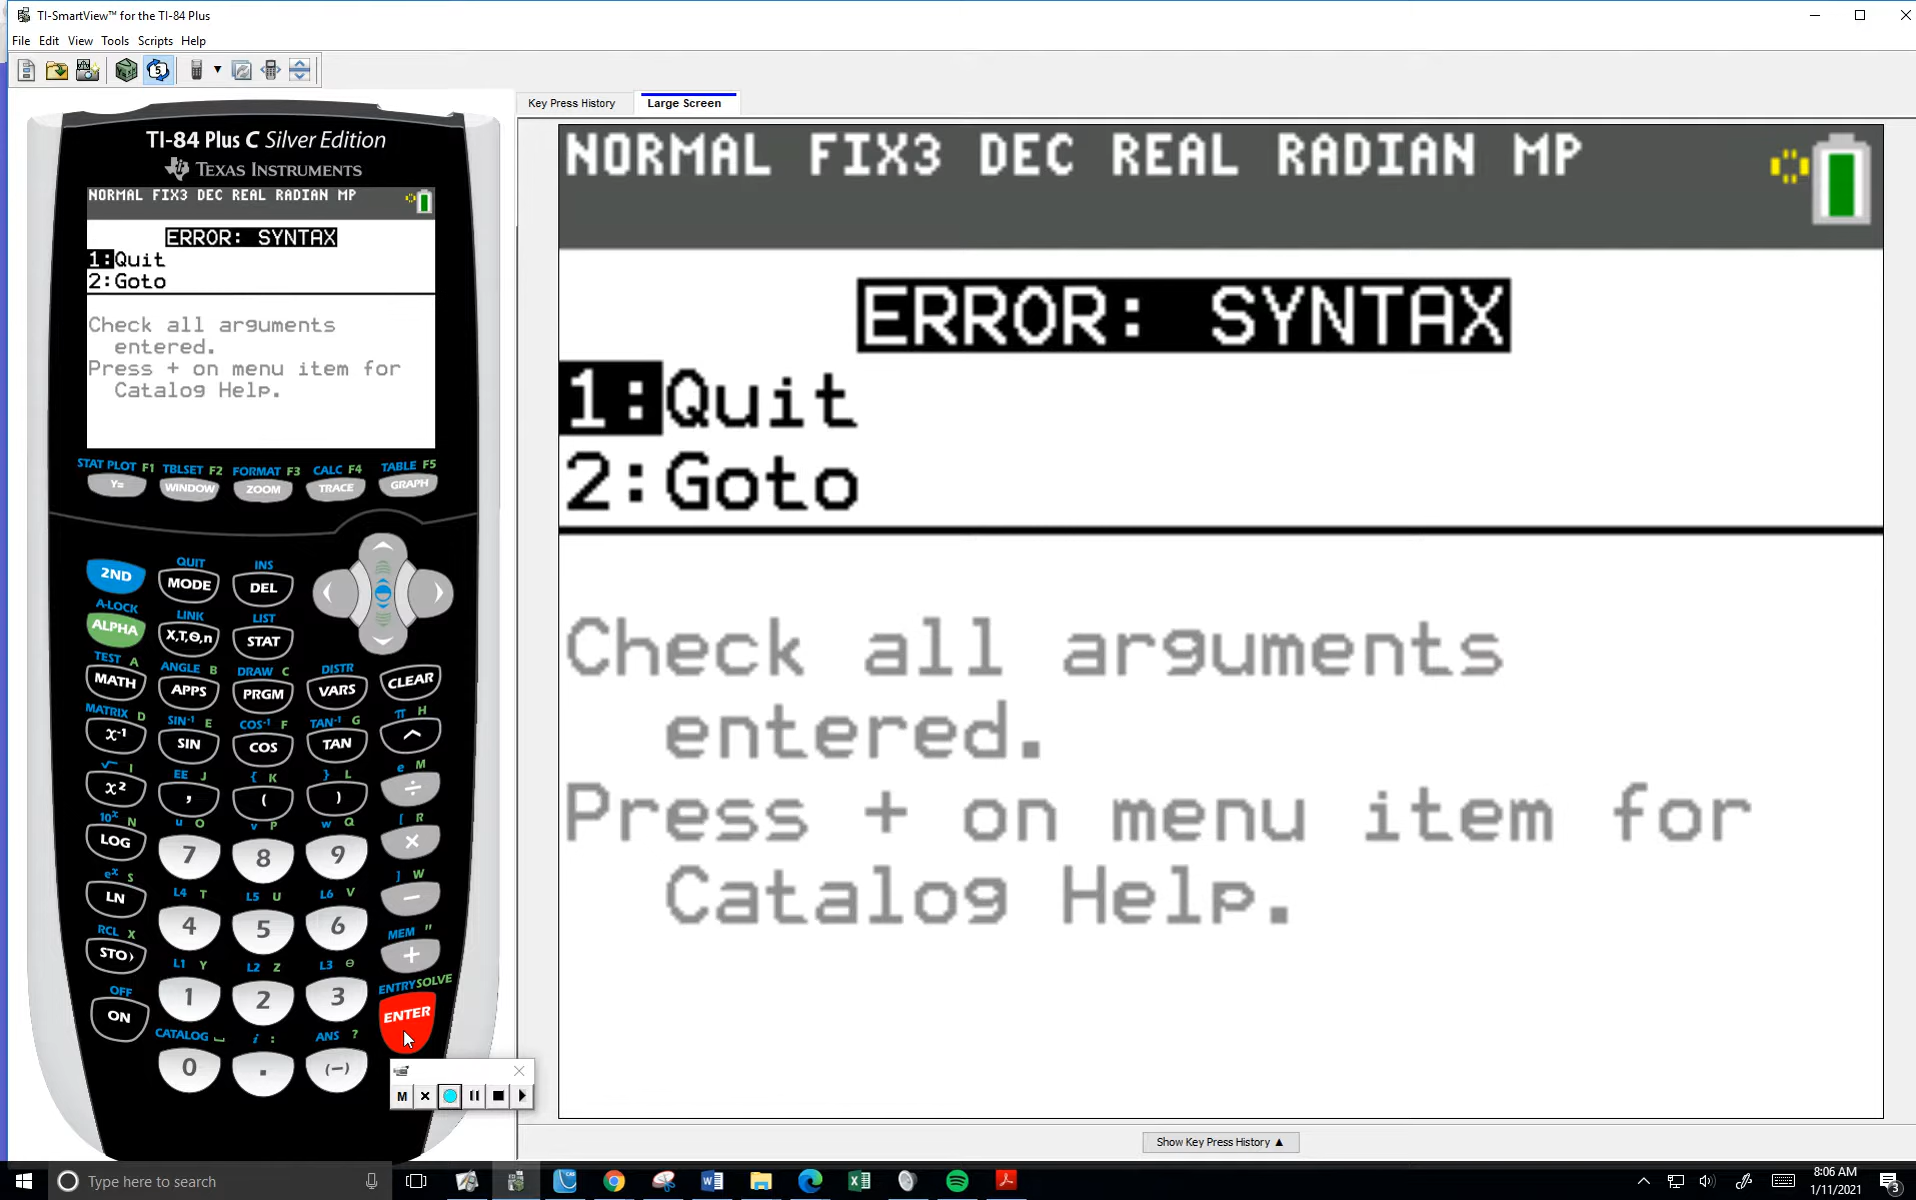 TI-SmartView™ for the TI-84 Plus
File Edit View Tools Scripts Help
Key Press History
Large Screen
TI-84 Plus C Silver Edition
TEXAS INSTRUMENTS
NORMAL FIX3 DEC REAL RADIAN MP
ERROR: SYNTAX
1:Quit
2:Goto
Check all arguments
entered.
Press + on menu item for
Catalog Help.
STAT PLOT F1 TBLSET F2 FORMAT F3 CALC F4 TABLE F5
Y= WINDOW ZOOM TRACE GRAPH
QUIT INS
2ND MODE DEL
A-LOCK LINK LIST
ALPHA X,T,Θ,n STAT
TEST A ANGLE B DRAW C DISTR
MATH APPS PRGM VARS CLEAR
MATRIX D SIN⁻¹ E COS⁻¹ F TAN⁻¹ G π H
x⁻¹ SIN COS TAN ^
√ I EE J { K } L e M
x² , ( ) ÷
10ˣ N u O v P w Q [ R
LOG 7 8 9 ×
eˣ S L4 T L5 U L6 V ] W
LN 4 5 6 −
RCL X L1 Y L2 Z L3 Θ MEM "
STO› 1 2 3 +
OFF CATALOG ⎵ i : ANS ? ENTRY SOLVE
ON 0 . (−) ENTER
M
NORMAL FIX3 DEC REAL RADIAN MP
ERROR: SYNTAX
1:Quit
2:Goto
Check all arguments
entered.
Press + on menu item for
Catalog Help.
Show Key Press History ▲
Type here to search
8:06 AM
1/11/2021
3